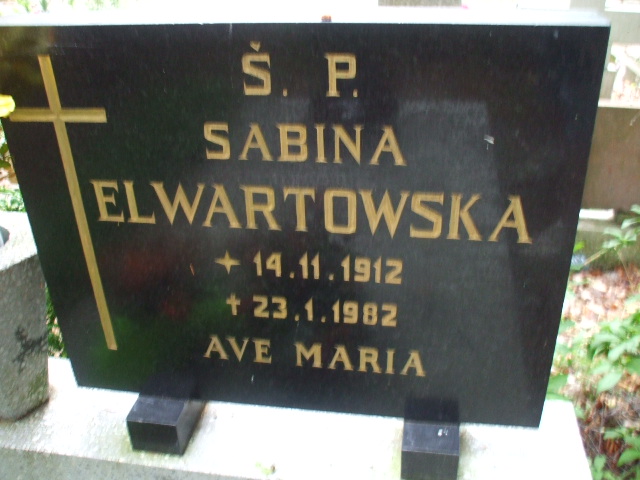 Š. P.
SABINA
ELWARTOWSKA
✦ 14.11.1912
✝ 23.1.1982
AVE MARIA